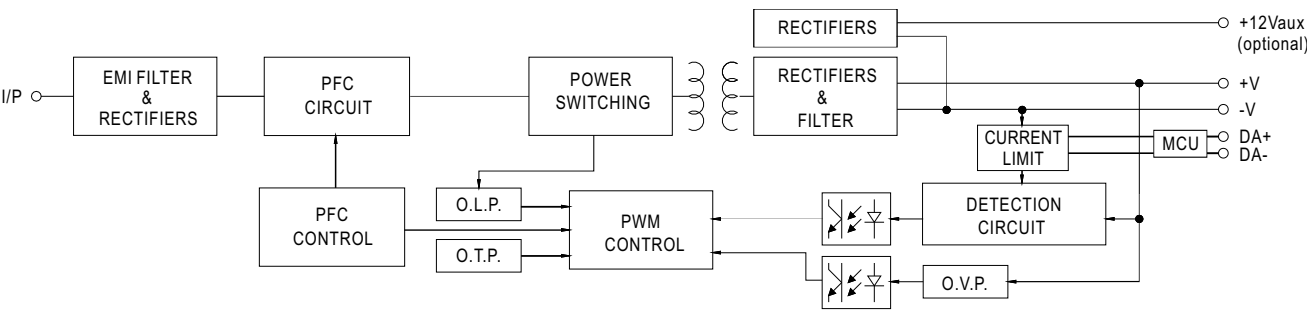 RECTIFIERS
+12Vaux
(optional)
I/P
EMI FILTER
&
RECTIFIERS
PFC
CIRCUIT
POWER
SWITCHING
RECTIFIERS
&
FILTER
+V
-V
CURRENT
LIMIT
MCU
DA+
DA-
PFC
CONTROL
O.L.P.
O.T.P.
PWM
CONTROL
DETECTION
CIRCUIT
O.V.P.